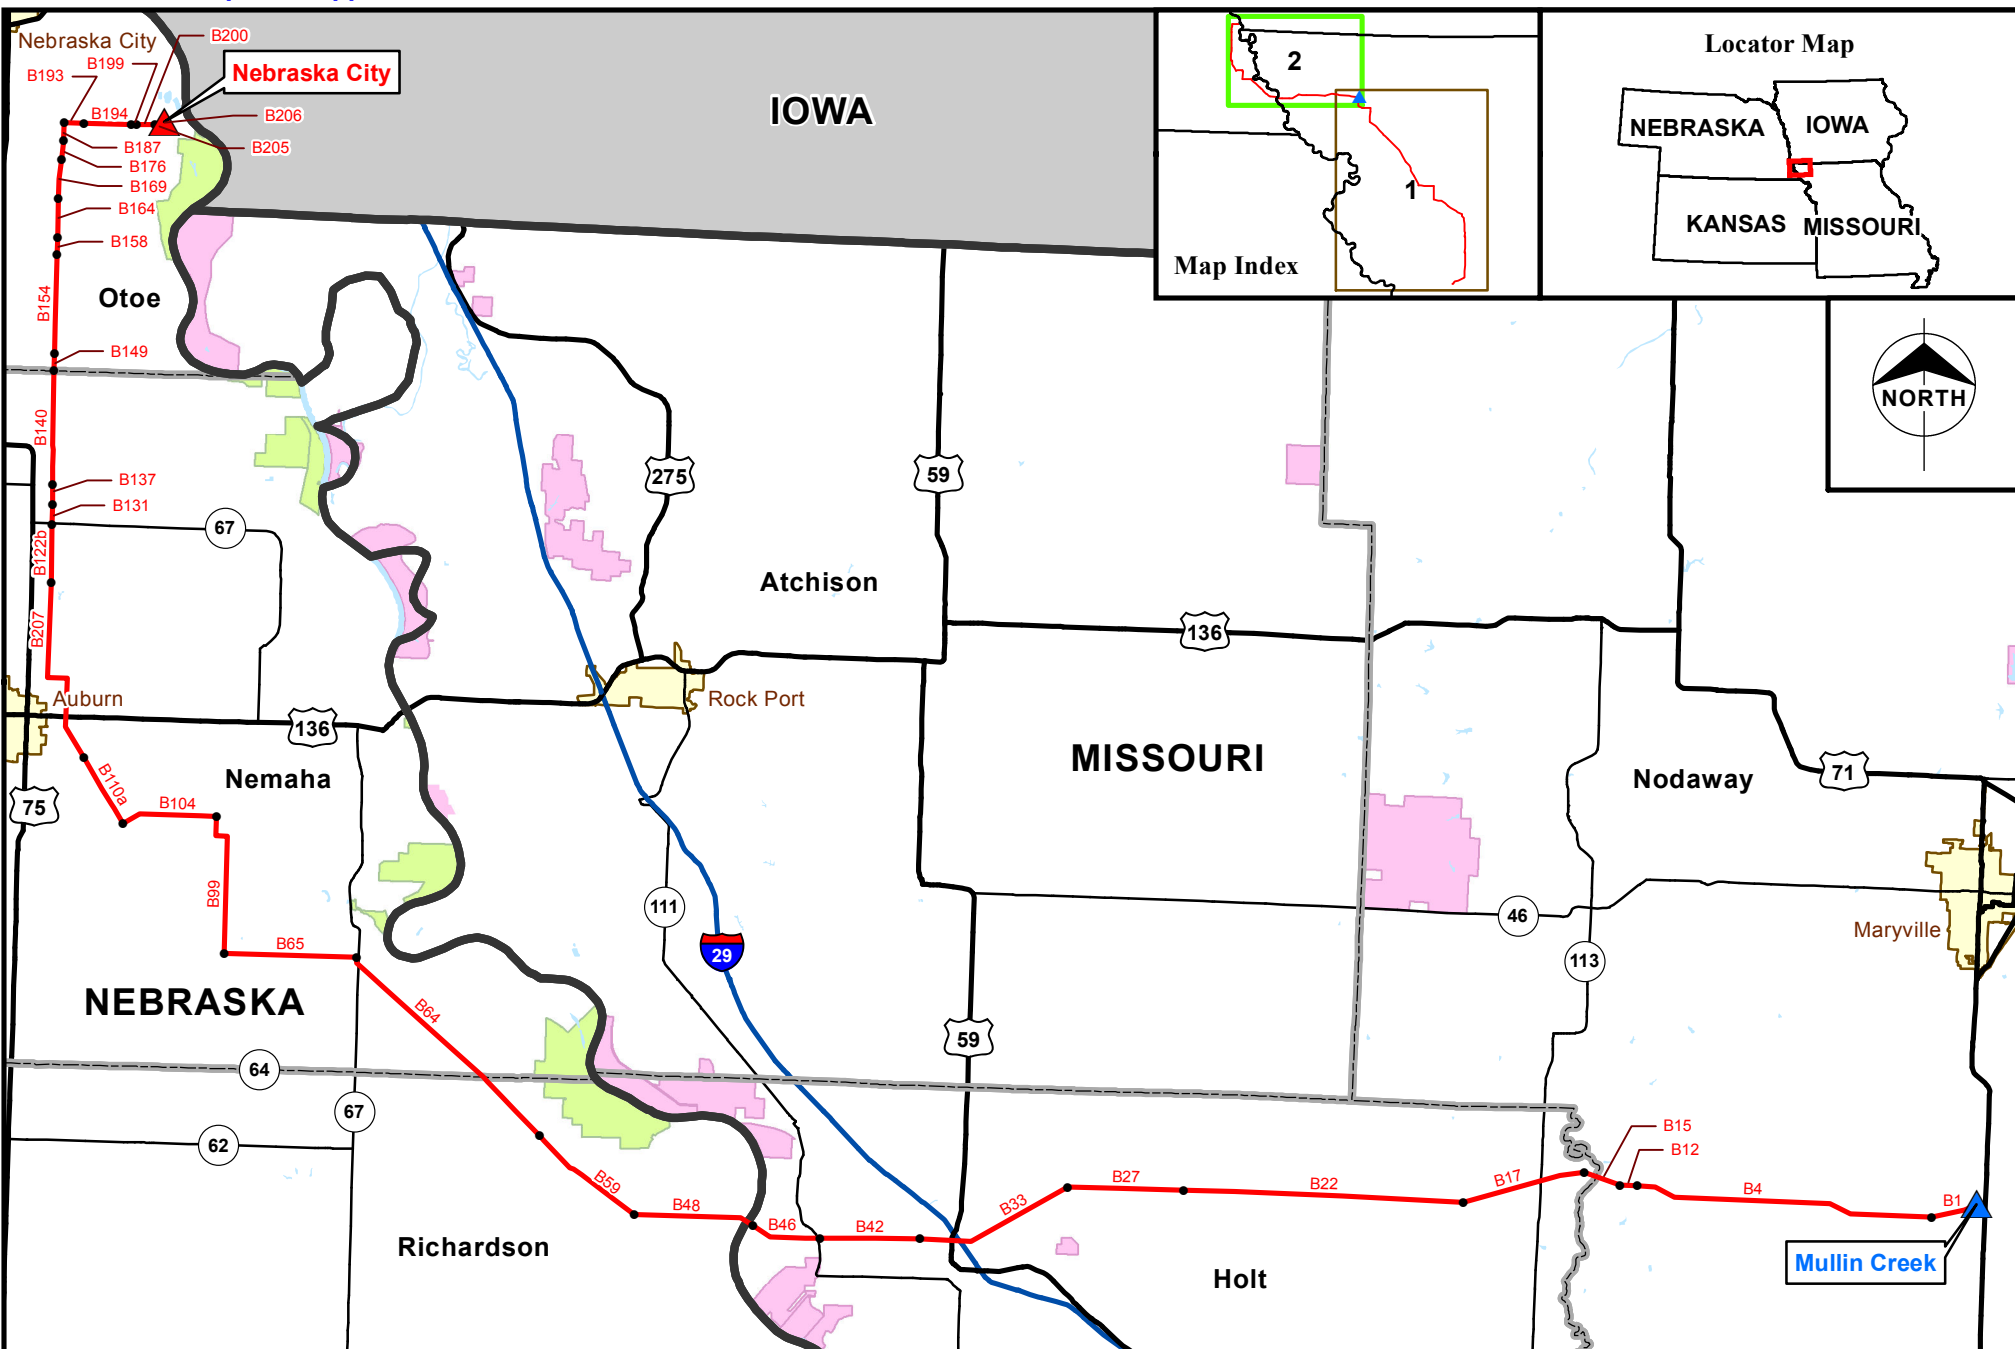 Nebraska City
B200
B199
B193
Nebraska City
B194
B206
B187
B205
B176
B169
B164
B158
B154
Otoe
B149
B140
B137
B131
67
B122b
B207
Auburn
136
Nemaha
75
B110a
B104
B99
B65
NEBRASKA
B64
64
67
62
B59
B48
Richardson
IOWA
275
59
Atchison
136
Rock Port
MISSOURI
Nodaway
71
111
29
46
Maryville
113
59
B46
B42
B33
B27
B22
B17
B15
B12
B4
B1
Mullin Creek
Holt
2
1
Map Index
Locator Map
NEBRASKA
IOWA
KANSAS
MISSOURI
NORTH